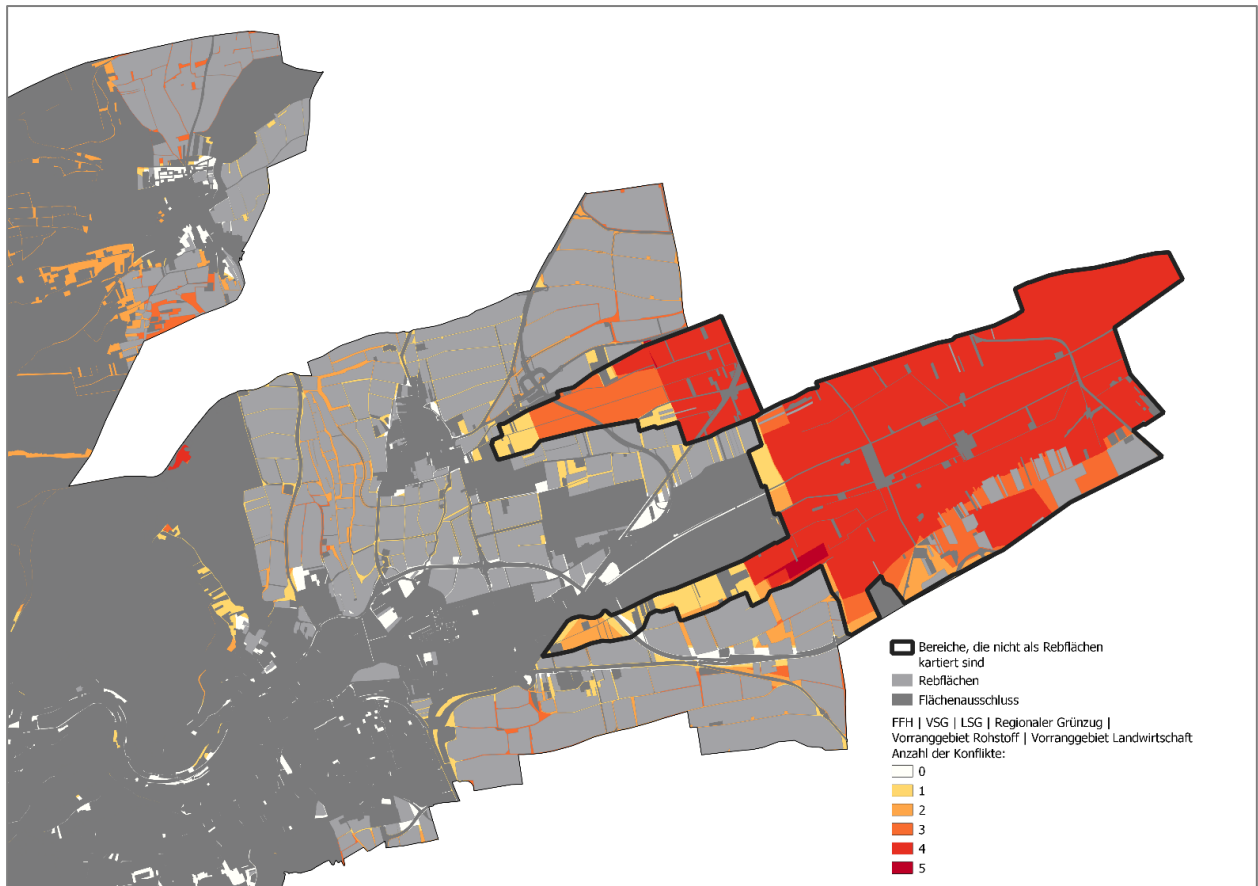 Bereiche, die nicht als Rebflächen
kartiert sind
Rebflächen
Flächenausschluss
FFH | VSG | LSG | Regionaler Grünzug |
Vorranggebiet Rohstoff | Vorranggebiet Landwirtschaft
Anzahl der Konflikte:
0
1
2
3
4
5